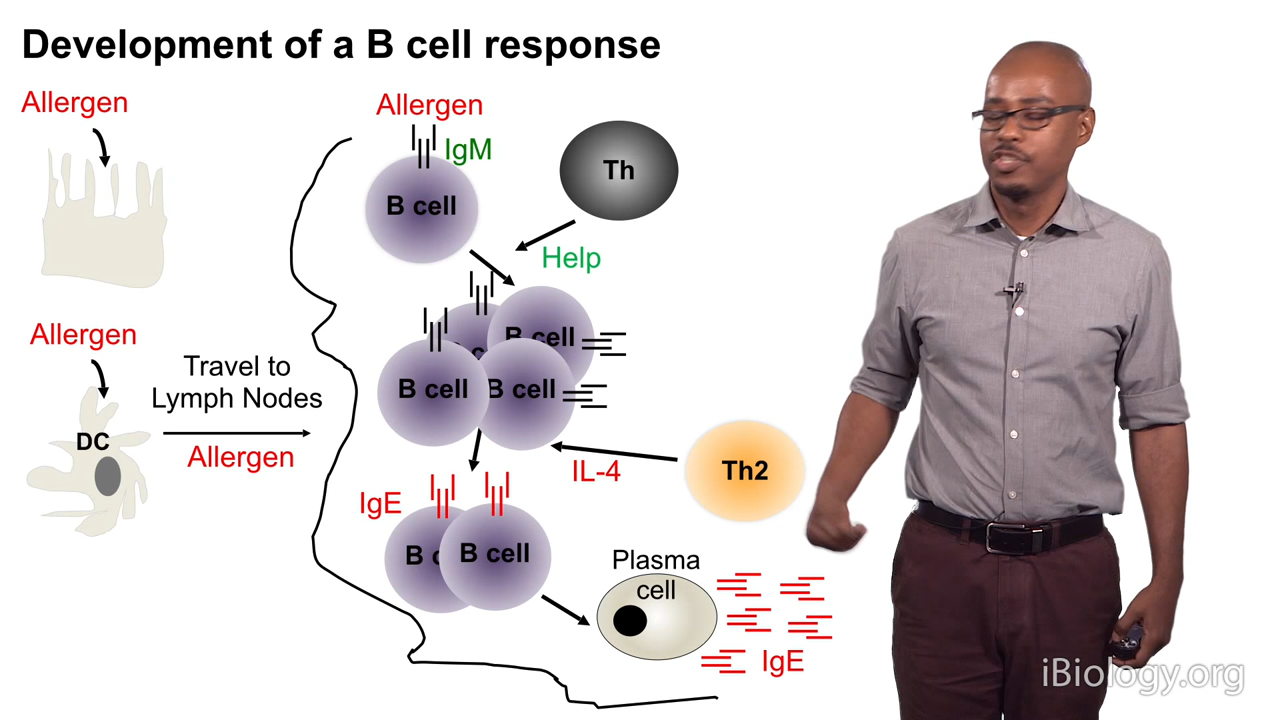 Development of a B cell response
Allergen
Allergen
IgM
B cell
Th
Help
B cell
B cell
B cell
Allergen
DC
Travel to
Lymph Nodes
Allergen
IL-4
Th2
IgE
B cell
Plasma
cell
IgE
iBiology.org